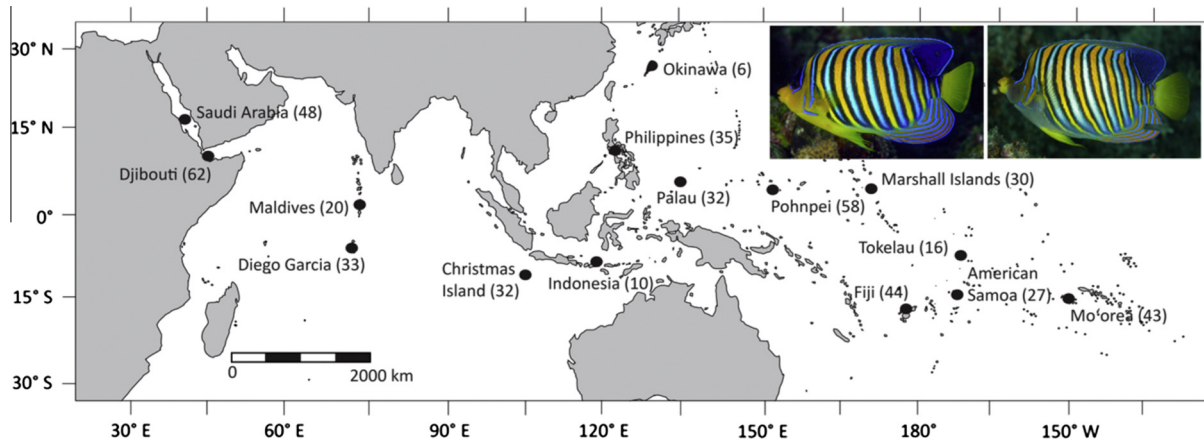 30° N
15° N
0°
15° S
30° S
Okinawa (6)
Saudi Arabia (48)
Philippines (35)
Djibouti (62)
Palau (32)
Pohnpei (58)
Marshall Islands (30)
Maldives (20)
Diego Garcia (33)
Christmas
Island (32)
Indonesia (10)
Tokelau (16)
American
Samoa (27)
Fiji (44)
Moʻorea (43)
0
2000 km
30° E
60° E
90° E
120° E
150° E
180°
150° W